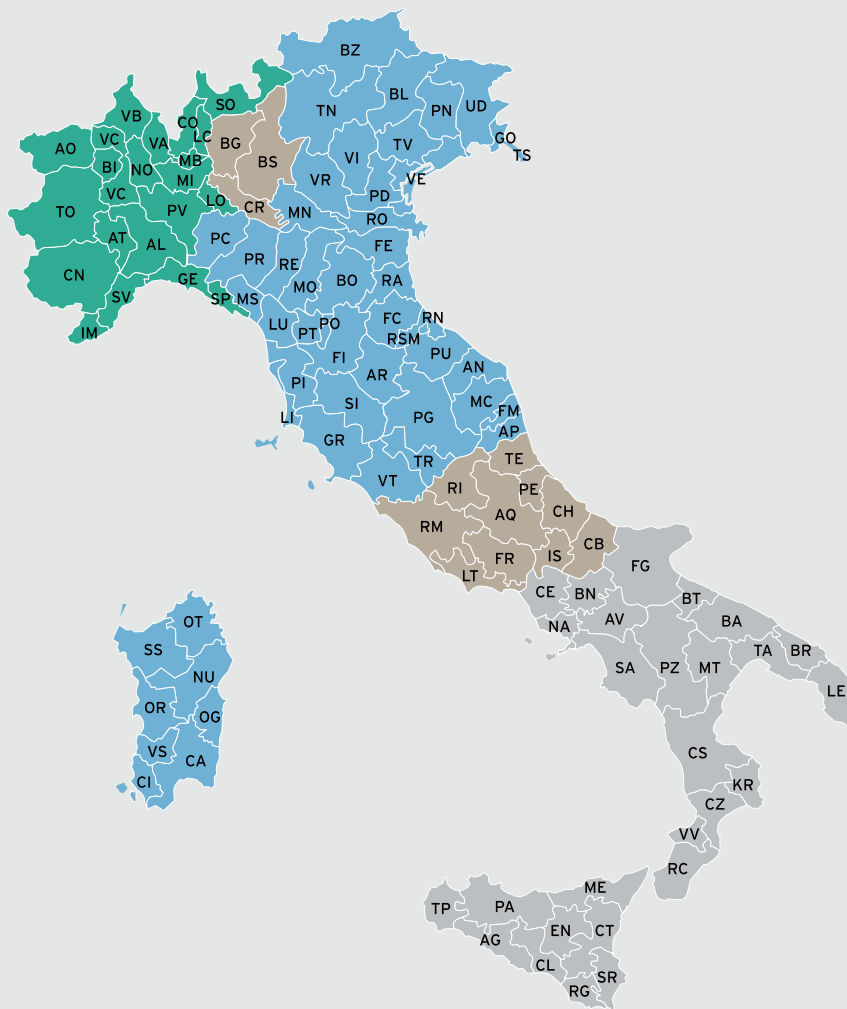 BZ
BL
PN
UD
TN
SO
VB
CO
LC
VA
VC
AO
BG
BS
MB
BI
NO
MI
VI
TV
GO
TS
VR
VE
PD
VC
LO
CR
TO
PV
MN
RO
AT
AL
PC
PR
RE
FE
CN
GE
MO
BO
RA
SV
SP
MS
IM
LU
PT
PO
FC
RN
RSM
FI
PU
AN
PI
AR
SI
MC
FM
LI
PG
AP
GR
TR
TE
VT
RI
PE
AQ
CH
RM
CB
IS
FR
LT
FG
CE
BN
BT
NA
AV
BA
OT
SS
TA
BR
SA
PZ
MT
NU
LE
OR
OG
VS
CA
CI
CS
KR
CZ
VV
RC
ME
TP
PA
AG
EN
CT
CL
SR
RG